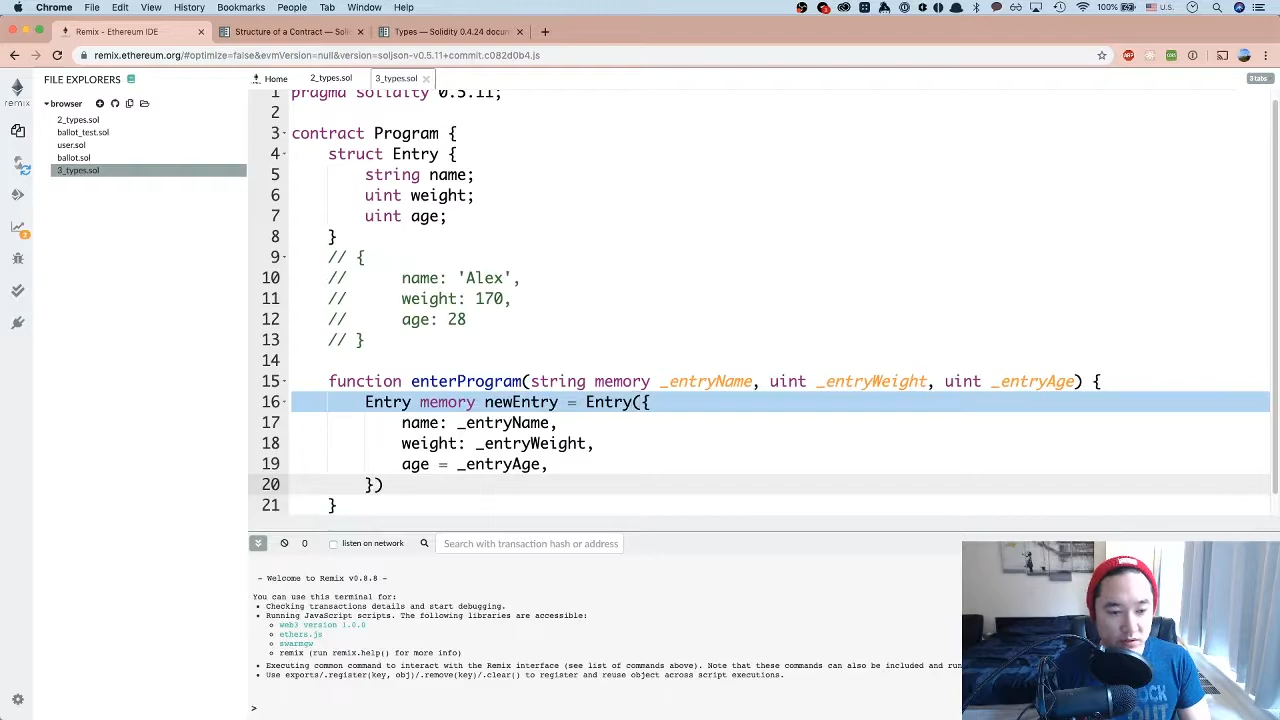 Chrome File Edit View History Bookmarks People Tab Window Help 100% U.S.
Remix - Ethereum IDE Structure of a Contract — Soli Types — Solidity 0.4.24 docum
remix.ethereum.org/#optimize=false&evmVersion=null&version=soljson-v0.5.11+commit.c082d0b4.js
FILE EXPLORERS Home 2_types.sol 3_types.sol 3 tabs
remix
browser
2_types.sol
ballot_test.sol
user.sol
ballot.sol
3_types.sol
2
1 pragma solidity 0.5.11;
2
3 contract Program {
4 struct Entry {
5 string name;
6 uint weight;
7 uint age;
8 }
9 // {
10 // name: 'Alex',
11 // weight: 170,
12 // age: 28
13 // }
14
15 function enterProgram(string memory _entryName, uint _entryWeight, uint _entryAge) {
16 Entry memory newEntry = Entry({
17 name: _entryName,
18 weight: _entryWeight,
19 age = _entryAge,
20 })
21 }
0 listen on network Search with transaction hash or address
- Welcome to Remix v0.8.8 -
You can use this terminal for:
• Checking transactions details and start debugging.
• Running JavaScript scripts. The following libraries are accessible:
web3 version 1.0.0
ethers.js
swarmgw
remix (run remix.help() for more info)
• Executing common command to interact with the Remix interface (see list of commands above). Note that these commands can also be included and run
• Use exports/.register(key, obj)/.remove(key)/.clear() to register and reuse object across script executions.
>